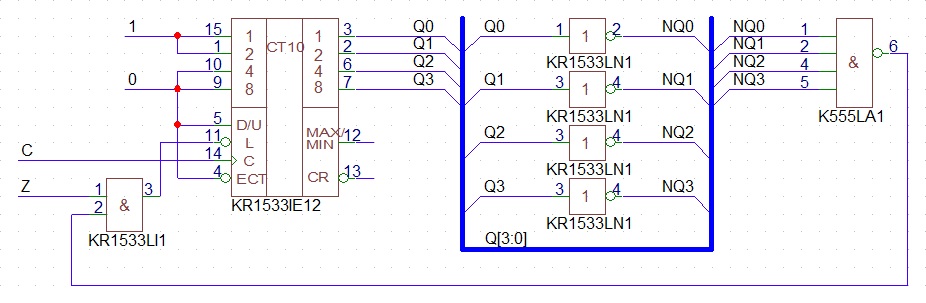 1
0
C
Z
15
1
10
9
5
11
14
4
1
2
4
8
D/U
L
C
ECT
CT10
1
2
4
8
MAX/
MIN
CR
3
2
6
7
12
13
KR1533IE12
1
2
&
3
KR1533LI1
Q0
Q1
Q2
Q3
Q0
1
1
2
NQ0
KR1533LN1
Q1
3
1
4
NQ1
KR1533LN1
Q2
3
1
4
NQ2
KR1533LN1
Q3
3
1
4
NQ3
KR1533LN1
Q[3:0]
NQ0
NQ1
NQ2
NQ3
1
2
4
5
&
6
K555LA1